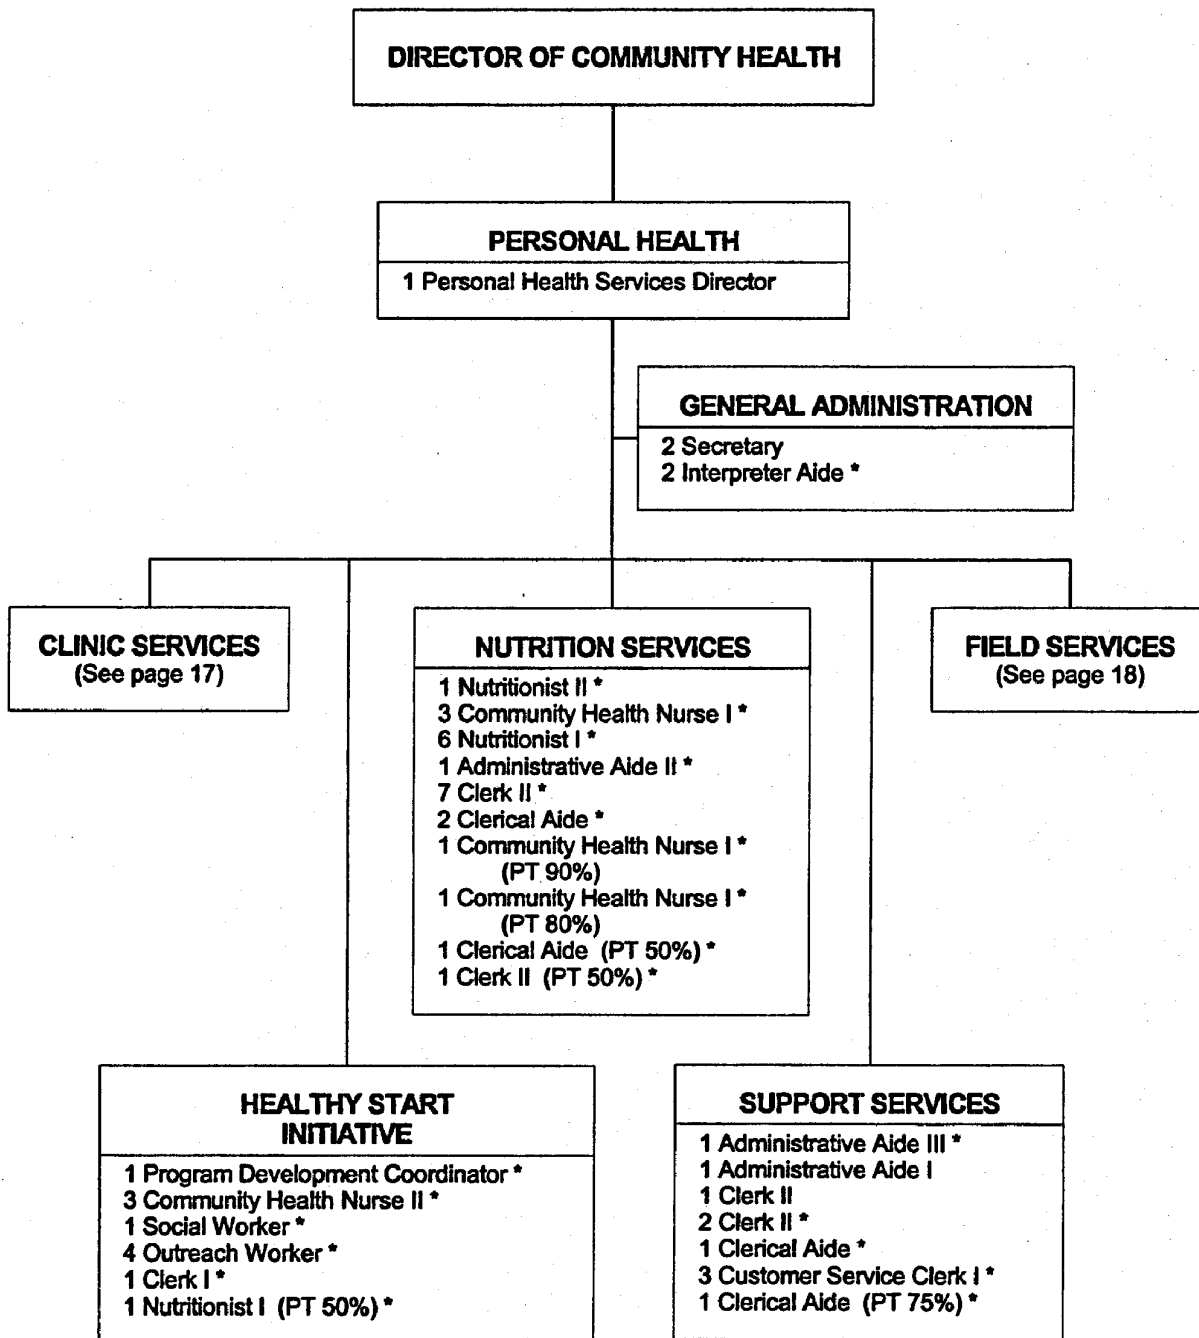 DIRECTOR OF COMMUNITY HEALTH
PERSONAL HEALTH
1 Personal Health Services Director
GENERAL ADMINISTRATION
2 Secretary
2 Interpreter Aide *
CLINIC SERVICES
(See page 17)
NUTRITION SERVICES
1 Nutritionist II *
3 Community Health Nurse I *
6 Nutritionist I *
1 Administrative Aide II *
7 Clerk II *
2 Clerical Aide *
1 Community Health Nurse I *
(PT 90%)
1 Community Health Nurse I *
(PT 80%)
1 Clerical Aide (PT 50%) *
1 Clerk II (PT 50%) *
FIELD SERVICES
(See page 18)
HEALTHY START
INITIATIVE
1 Program Development Coordinator *
3 Community Health Nurse II *
1 Social Worker *
4 Outreach Worker *
1 Clerk I *
1 Nutritionist I (PT 50%) *
SUPPORT SERVICES
1 Administrative Aide III *
1 Administrative Aide I
1 Clerk II
2 Clerk II *
1 Clerical Aide *
3 Customer Service Clerk I *
1 Clerical Aide (PT 75%) *